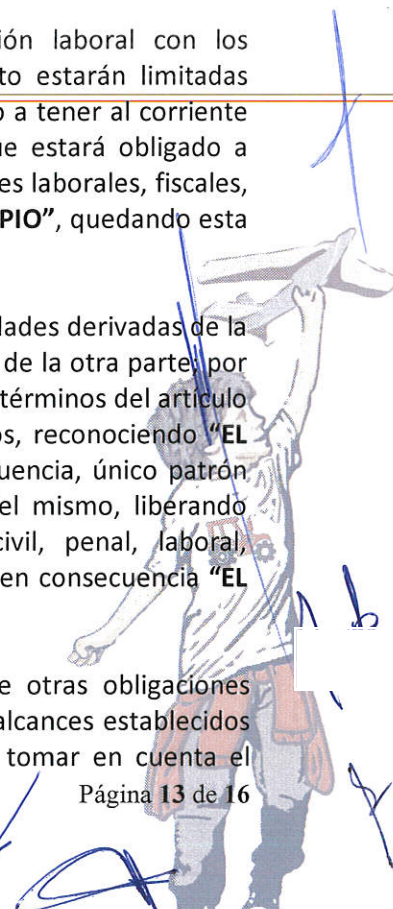 ión laboral con los
to estarán limitadas
o a tener al corriente
ue estará obligado a
es laborales, fiscales,
PIO”, quedando esta
dades derivadas de la
de la otra parte; por
términos del artículo
os, reconociendo “EL
uencia, único patrón
el mismo, liberando
civil, penal, laboral,
en consecuencia “EL
e otras obligaciones
alcances establecidos
tomar en cuenta el
Página 13 de 16